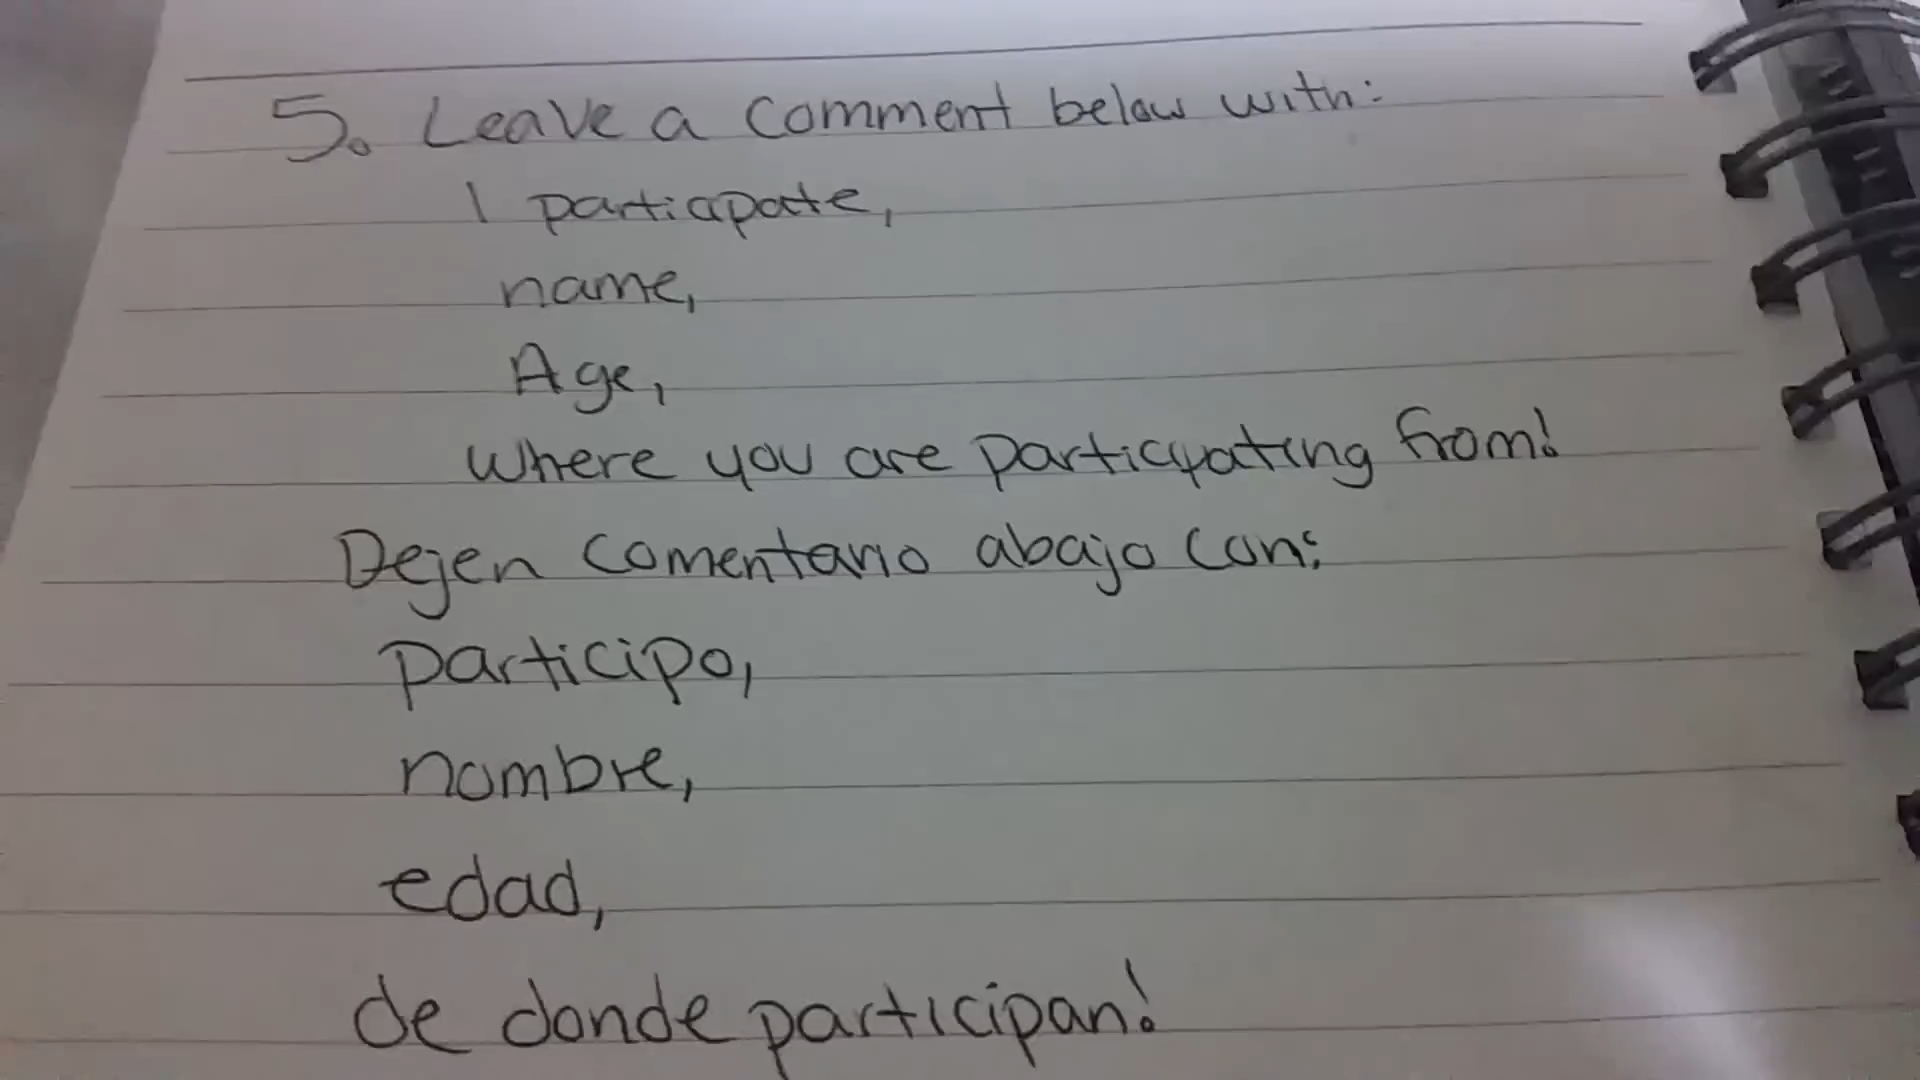 5. Leave a comment below with:
I participate,
name,
Age,
where you are participating from!
Dejen comentario abajo con:
participo,
nombre,
edad,
de donde participan!